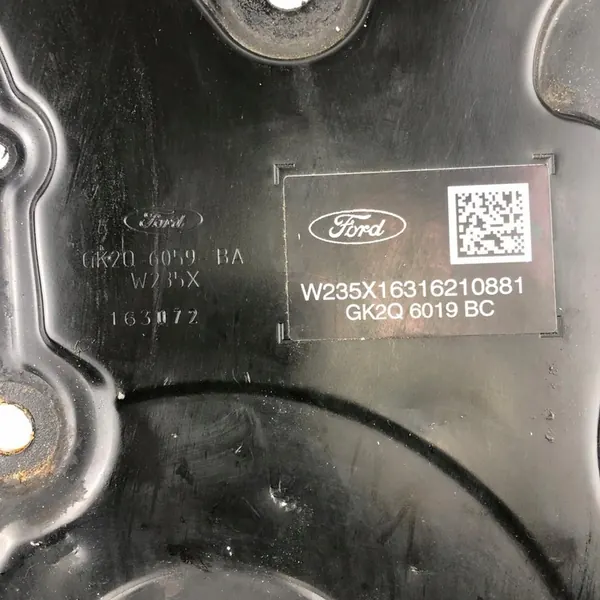 Ford
GK2Q 6059 BA
W235X
163072
Ford
W235X16316210881
GK2Q 6019 BC